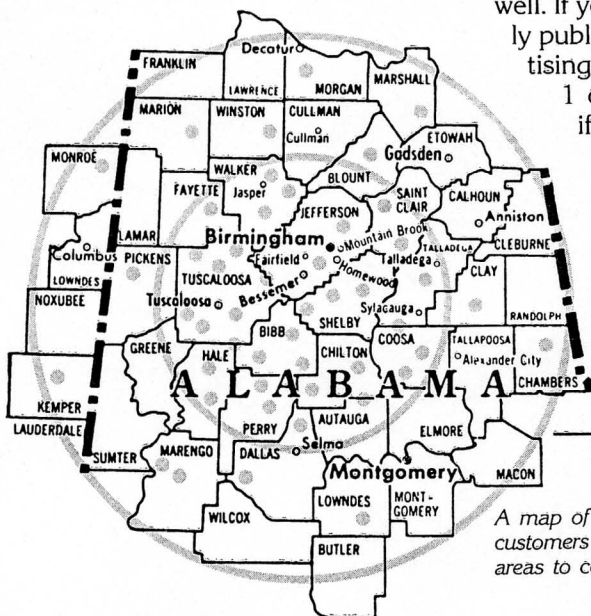 well. If yo
ly publ
tising
1 c
if
Decatur
FRANKLIN
LAWRENCE
MORGAN
MARSHALL
MARION
WINSTON
CULLMAN
Cullman
ETOWAH
Gadsden
MONROE
WALKER
BLOUNT
FAYETTE
Jasper
SAINT
CLAIR
CALHOUN
JEFFERSON
Anniston
LAMAR
Birmingham
Mountain Brook
TALLADEGA
CLEBURNE
Columbus
PICKENS
Fairfield
Homewood
Talladega
CLAY
LOWNDES
TUSCALOOSA
Bessemer
NOXUBEE
Tuscaloosa
Sylacauga
RANDOLPH
BIBB
SHELBY
GREENE
HALE
CHILTON
COOSA
TALLAPOOSA
Alexander City
ALABAMA
CHAMBERS
KEMPER
LAUDERDALE
PERRY
AUTAUGA
ELMORE
SUMTER
MARENGO
DALLAS
Selma
Montgomery
MACON
LOWNDES
MONT-
GOMERY
WILCOX
BUTLER
A map of
customers
areas to co